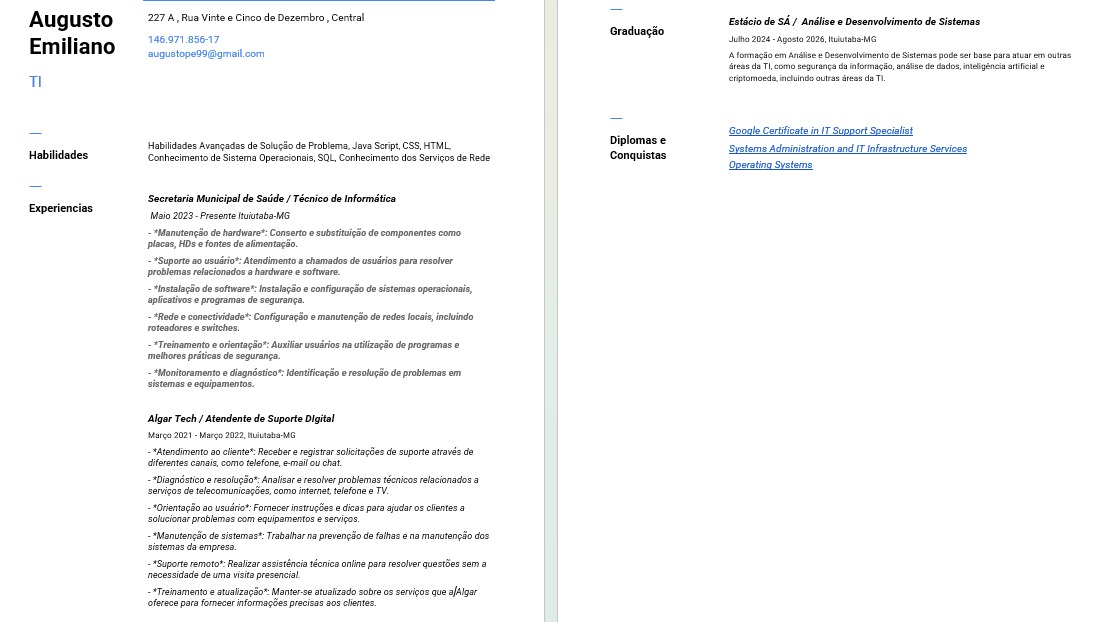 Augusto
Emiliano
TI
227 A , Rua Vinte e Cinco de Dezembro , Central
146.971.856-17
augustope99@gmail.com
Habilidades
Habilidades Avançadas de Solução de Problema, Java Script, CSS, HTML,
Conhecimento de Sistema Operacionais, SQL, Conhecimento dos Serviços de Rede
Experiencias
Secretaria Municipal de Saúde / Técnico de Informática
Maio 2023 - Presente Ituiutaba-MG
- *Manutenção de hardware*: Conserto e substituição de componentes como
placas, HDs e fontes de alimentação.
- *Suporte ao usuário*: Atendimento a chamados de usuários para resolver
problemas relacionados a hardware e software.
- *Instalação de software*: Instalação e configuração de sistemas operacionais,
aplicativos e programas de segurança.
- *Rede e conectividade*: Configuração e manutenção de redes locais, incluindo
roteadores e switches.
- *Treinamento e orientação*: Auxiliar usuários na utilização de programas e
melhores práticas de segurança.
- *Monitoramento e diagnóstico*: Identificação e resolução de problemas em
sistemas e equipamentos.
Algar Tech / Atendente de Suporte DIgital
Março 2021 - Março 2022, Ituiutaba-MG
- *Atendimento ao cliente*: Receber e registrar solicitações de suporte através de
diferentes canais, como telefone, e-mail ou chat.
- *Diagnóstico e resolução*: Analisar e resolver problemas técnicos relacionados a
serviços de telecomunicações, como internet, telefone e TV.
- *Orientação ao usuário*: Fornecer instruções e dicas para ajudar os clientes a
solucionar problemas com equipamentos e serviços.
- *Manutenção de sistemas*: Trabalhar na prevenção de falhas e na manutenção dos
sistemas da empresa.
- *Suporte remoto*: Realizar assistência técnica online para resolver questões sem a
necessidade de uma visita presencial.
- *Treinamento e atualização*: Manter-se atualizado sobre os serviços que a Algar
oferece para fornecer informações precisas aos clientes.
Graduação
Estácio de SÁ / Análise e Desenvolvimento de Sistemas
Julho 2024 - Agosto 2026, Ituiutaba-MG
A formação em Análise e Desenvolvimento de Sistemas pode ser base para atuar em outras
áreas da TI, como segurança da informação, análise de dados, inteligência artificial e
criptomoeda, incluindo outras áreas da TI.
Diplomas e
Conquistas
Google Certificate in IT Support Specialist
Systems Administration and IT Infrastructure Services
Operating Systems